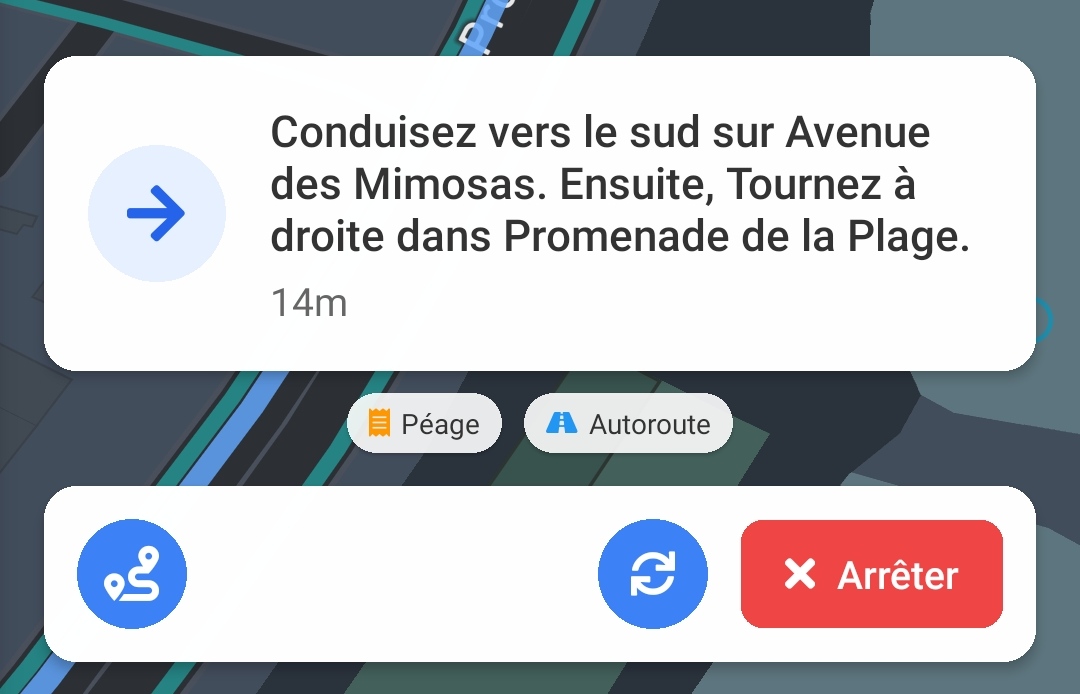 Pro
Conduisez vers le sud sur Avenue
des Mimosas. Ensuite, Tournez à
droite dans Promenade de la Plage.
14m
Péage
Autoroute
Arrêter